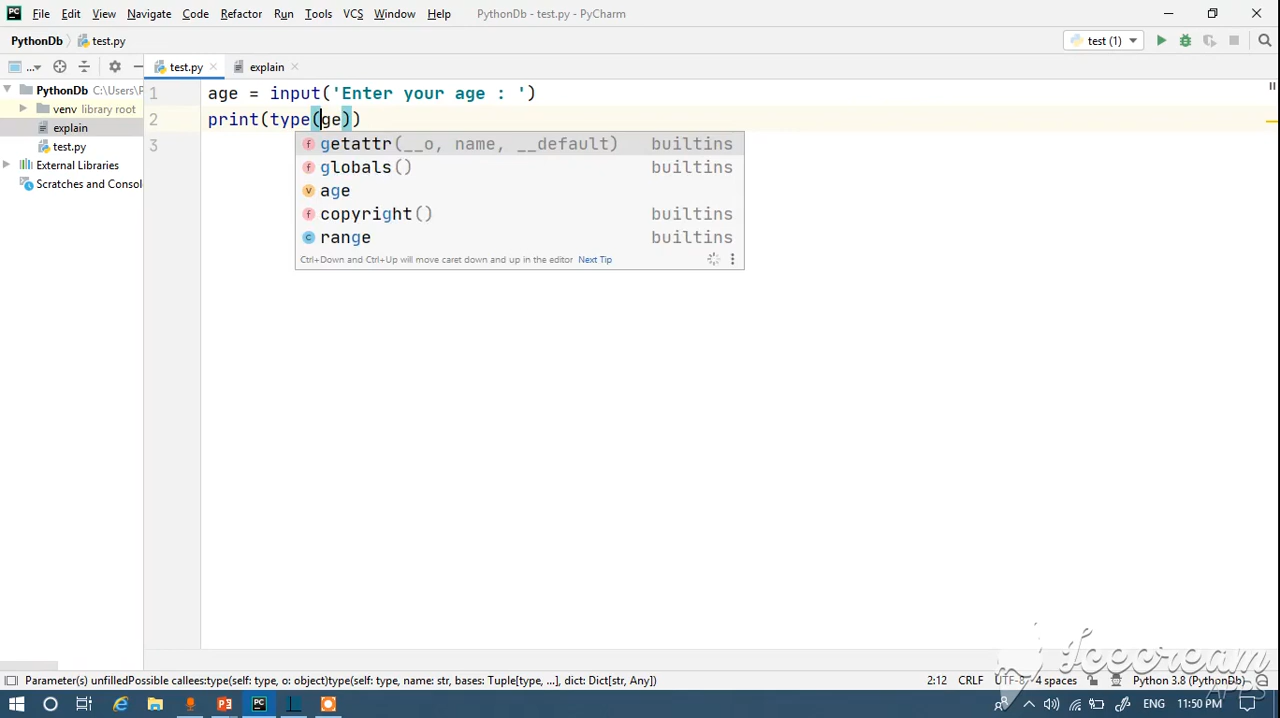 PC File Edit View Navigate Code Refactor Run Tools VCS Window Help PythonDb - test.py - PyCharm
PythonDb test.py test (1)
... test.py explain
PythonDb C:\Users\P
venv library root
explain
test.py
External Libraries
Scratches and Consol
1 age = input('Enter your age : ')
2 print(type(ge))
3
f getattr(__o, name, __default) builtins
f globals() builtins
v age
f copyright() builtins
c range builtins
Ctrl+Down and Ctrl+Up will move caret down and up in the editor Next Tip
Parameter(s) unfilledPossible callees:type(self: type, o: object)type(self: type, name: str, bases: Tuple[type, ...], dict: Dict[str, Any]) 2:12 CRLF UTF-8 4 spaces Python 3.8 (PythonDb)
Icecream
APPS
PC ENG 11:50 PM